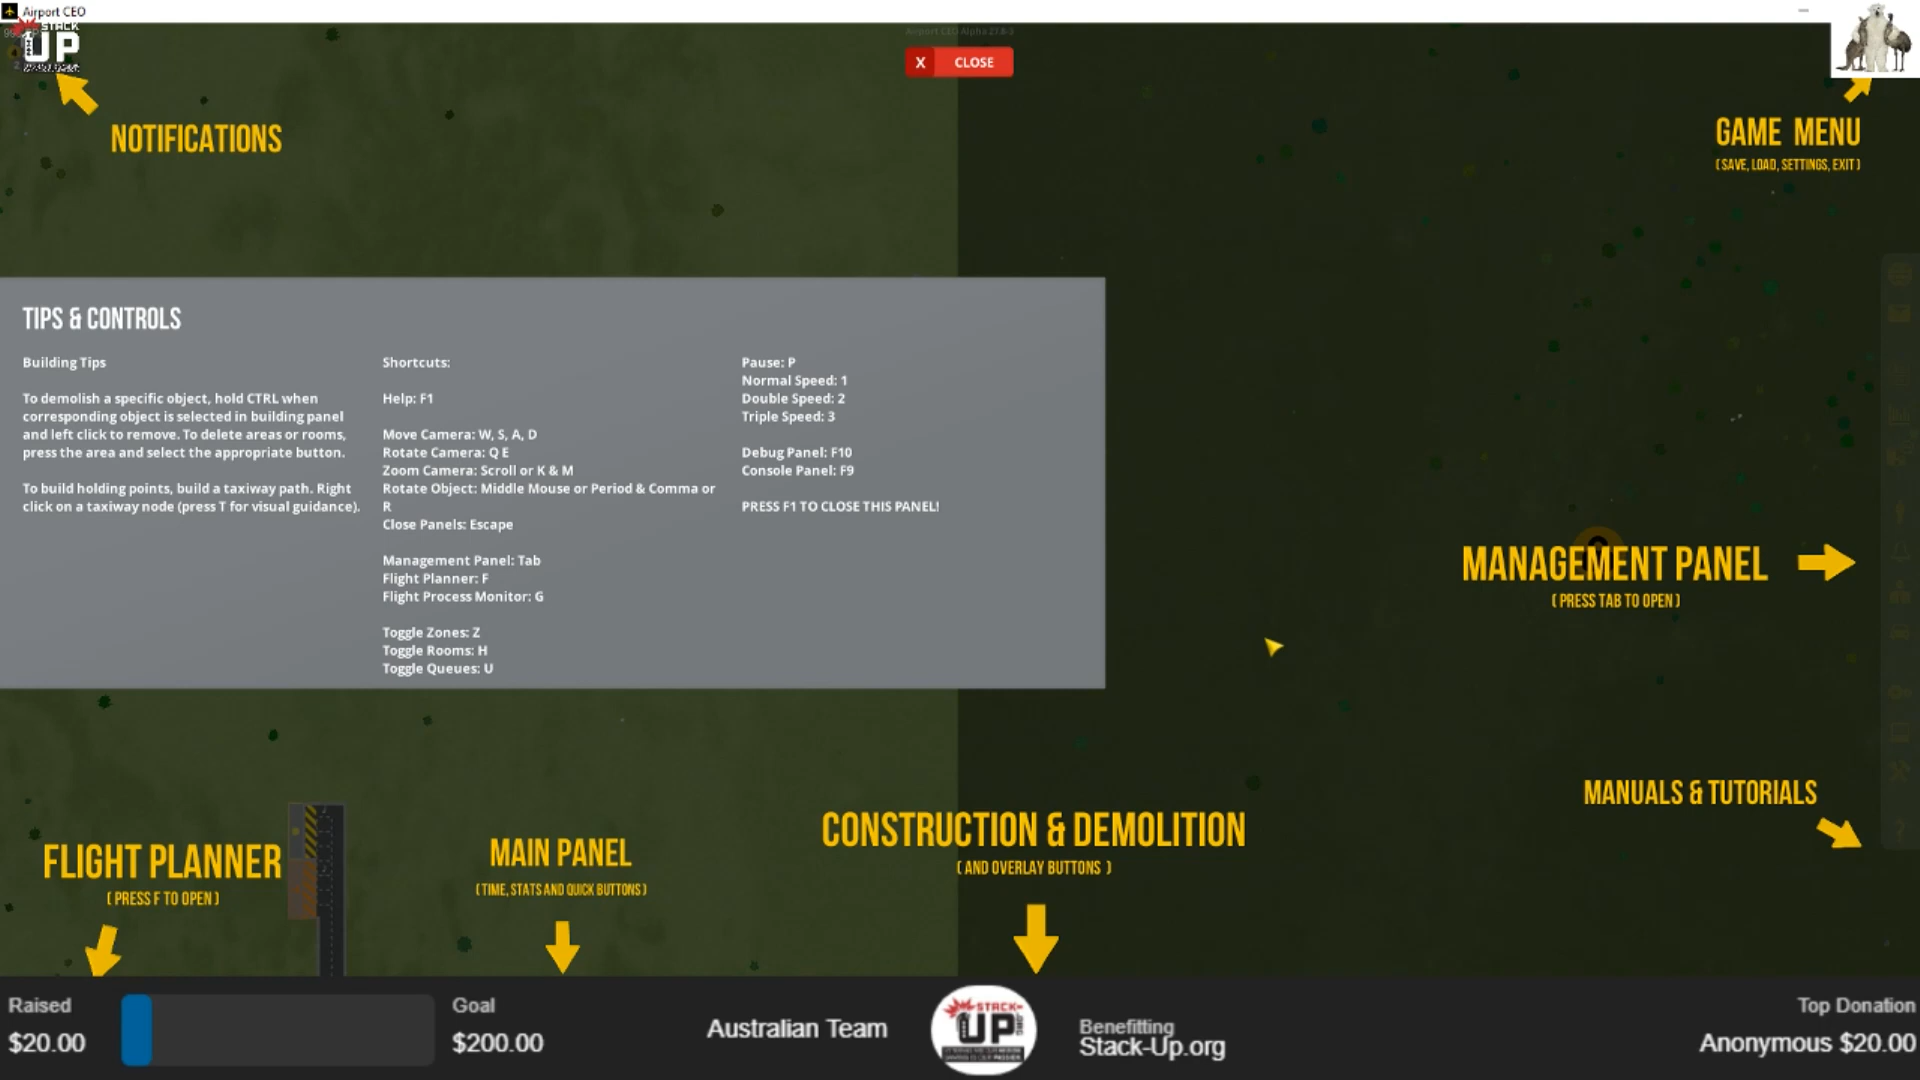 Airport CEO
STACK
UP
Airport CEO Alpha 27.8-3
X CLOSE
NOTIFICATIONS
GAME MENU
( SAVE, LOAD, SETTINGS, EXIT )
TIPS & CONTROLS
Building Tips
To demolish a specific object, hold CTRL when
corresponding object is selected in building panel
and left click to remove. To delete areas or rooms,
press the area and select the appropriate button.
To build holding points, build a taxiway path. Right
click on a taxiway node (press T for visual guidance).
Shortcuts:
Help: F1
Move Camera: W, S, A, D
Rotate Camera: Q E
Zoom Camera: Scroll or K & M
Rotate Object: Middle Mouse or Period & Comma or
R
Close Panels: Escape
Management Panel: Tab
Flight Planner: F
Flight Process Monitor: G
Toggle Zones: Z
Toggle Rooms: H
Toggle Queues: U
Pause: P
Normal Speed: 1
Double Speed: 2
Triple Speed: 3
Debug Panel: F10
Console Panel: F9
PRESS F1 TO CLOSE THIS PANEL!
MANAGEMENT PANEL
( PRESS TAB TO OPEN )
MANUALS & TUTORIALS
CONSTRUCTION & DEMOLITION
( AND OVERLAY BUTTONS )
MAIN PANEL
( TIME, STATS AND QUICK BUTTONS )
FLIGHT PLANNER
( PRESS F TO OPEN )
Raised
$20.00
Goal
$200.00
Australian Team
STACK-
UP
Benefitting
Stack-Up.org
Top Donation
Anonymous $20.00